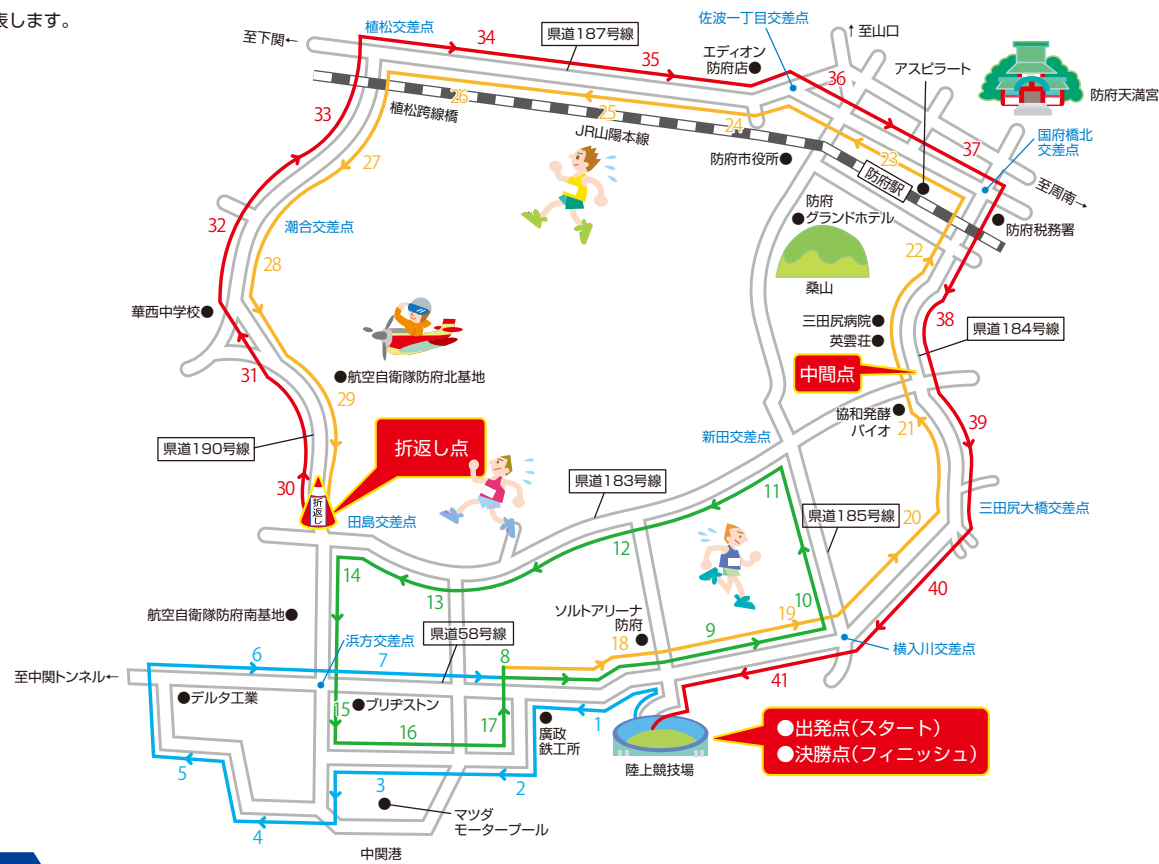 表します。
植松交差点
佐波一丁目交差点
至下関←
34
県道187号線
35
エディオン
防府店●
↑至山口
36
アスピラート
防府天満宮
33
26
植松跨線橋
25
JR山陽本線
24
防府市役所●
23
37
国府橋北
交差点
27
防府駅
至周南→
32
潮合交差点
防府
●グランドホテル
●防府税務署
28
22
桑山
華西中学校●
三田尻病院●
英雲荘●
38
県道184号線
31
●航空自衛隊防府北基地
中間点
29
協和発酵●
バイオ
21
39
県道190号線
折返し点
新田交差点
30
折返し
田島交差点
県道183号線
11
県道185号線
20
三田尻大橋交差点
12
14
13
10
40
航空自衛隊防府南基地●
ソルトアリーナ
防府●
19
浜方交差点
県道58号線
18
9
横入川交差点
6
7
8
至中関トンネル←
41
●デルタ工業
15
●ブリヂストン
16
17
●
廣政
鉄工所
1
●出発点(スタート)
●決勝点(フィニッシュ)
陸上競技場
5
3
2
4
マツダ
モータープール
中関港